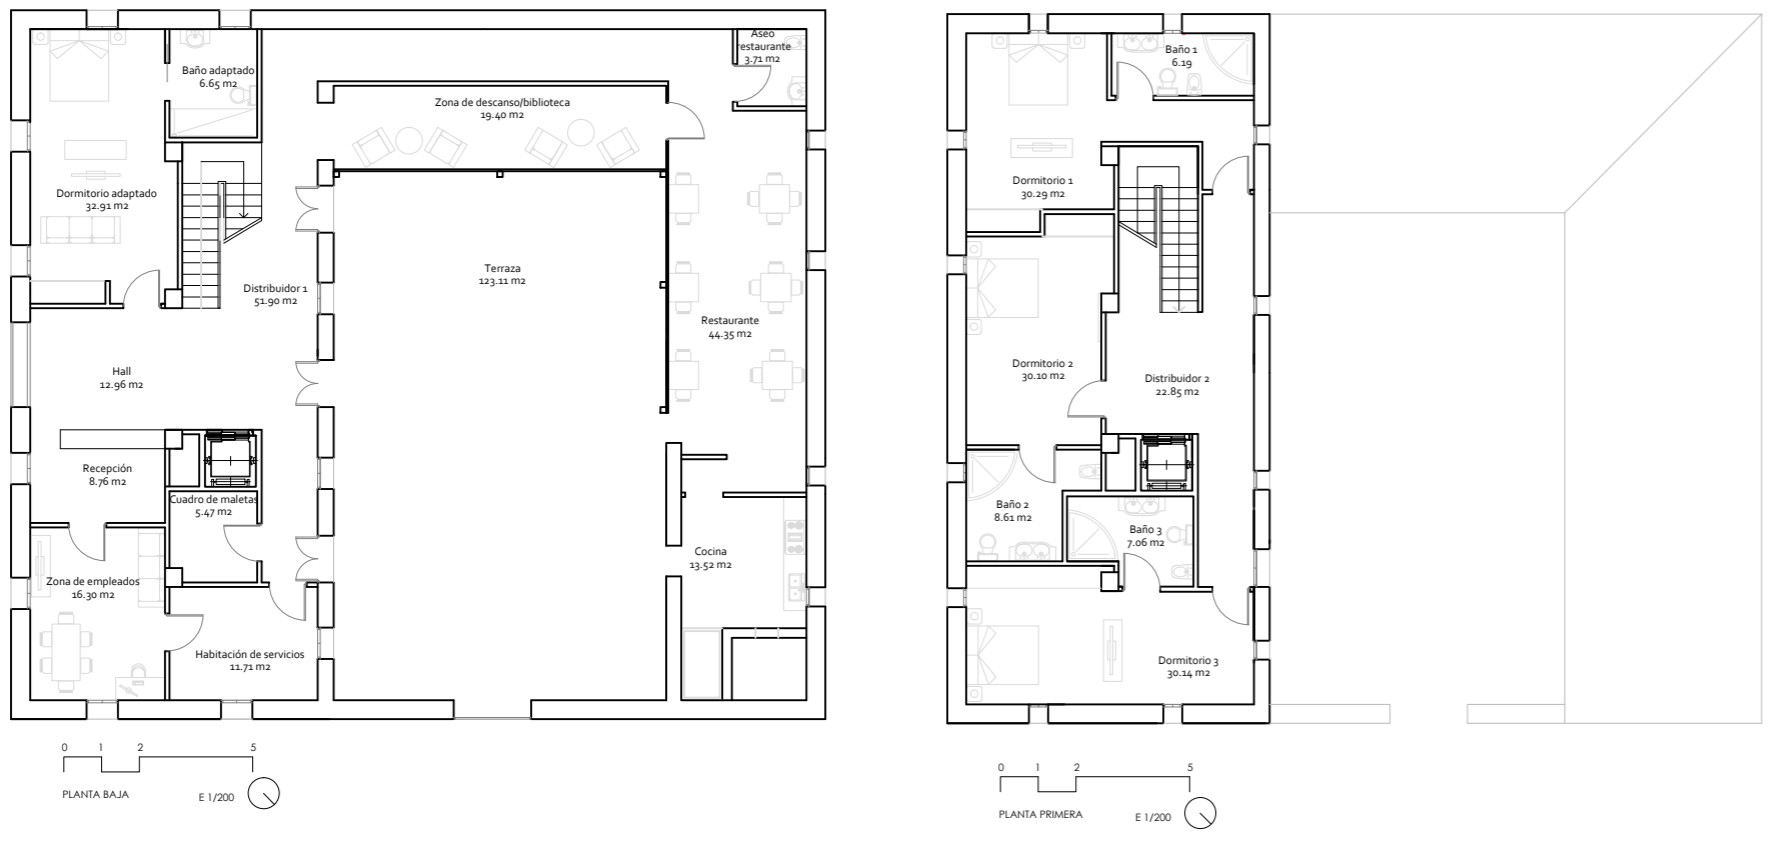 Aseo
restaurante
3.71 m2
Baño adaptado
6.65 m2
Zona de descanso/biblioteca
19.40 m2
Dormitorio adaptado
32.91 m2
Terraza
123.11 m2
Distribuidor 1
51.90 m2
Restaurante
44.35 m2
Hall
12.96 m2
Recepción
8.76 m2
Cuadro de maletas
5.47 m2
Cocina
13.52 m2
Zona de empleados
16.30 m2
Habitación de servicios
11.71 m2
0 1 2 5
PLANTA BAJA
E 1/200
Baño 1
6.19
Dormitorio 1
30.29 m2
Dormitorio 2
30.10 m2
Distribuidor 2
22.85 m2
Baño 2
8.61 m2
Baño 3
7.06 m2
Dormitorio 3
30.14 m2
0 1 2 5
PLANTA PRIMERA
E 1/200